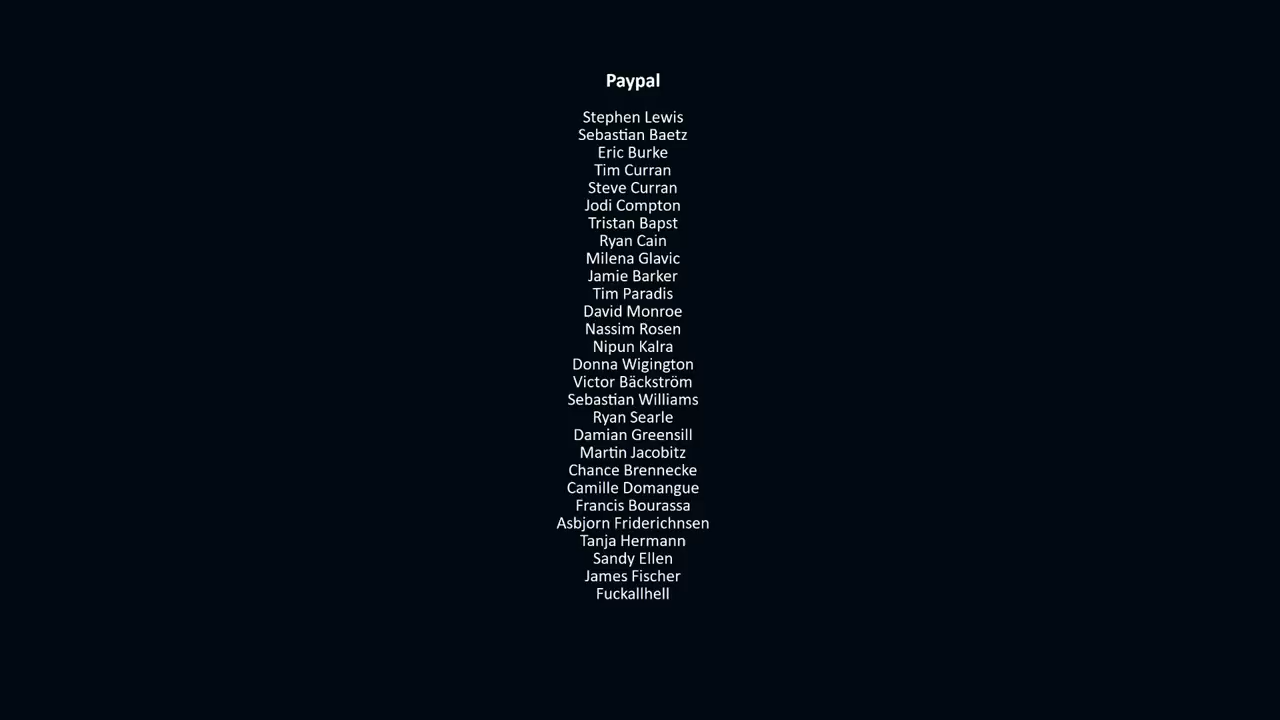 Paypal
Stephen Lewis
Sebastian Baetz
Eric Burke
Tim Curran
Steve Curran
Jodi Compton
Tristan Bapst
Ryan Cain
Milena Glavic
Jamie Barker
Tim Paradis
David Monroe
Nassim Rosen
Nipun Kalra
Donna Wigington
Victor Bäckström
Sebastian Williams
Ryan Searle
Damian Greensill
Martin Jacobitz
Chance Brennecke
Camille Domangue
Francis Bourassa
Asbjorn Friderichnsen
Tanja Hermann
Sandy Ellen
James Fischer
Fuckallhell